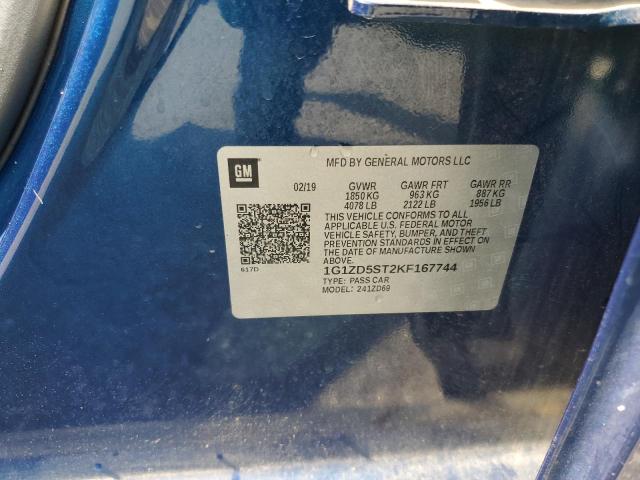 GM
MFD BY GENERAL MOTORS LLC
02/19 GVWR GAWR FRT GAWR RR
1850 KG 963 KG 887 KG
4078 LB 2122 LB 1956 LB
THIS VEHICLE CONFORMS TO ALL
APPLICABLE U.S. FEDERAL MOTOR
VEHICLE SAFETY, BUMPER, AND THEFT
PREVENTION STANDARDS IN EFFECT ON
THE DATE OF MANUFACTURE SHOWN
ABOVE.
617D
1G1ZD5ST2KF167744
TYPE: PASS CAR
MODEL: 241ZD69